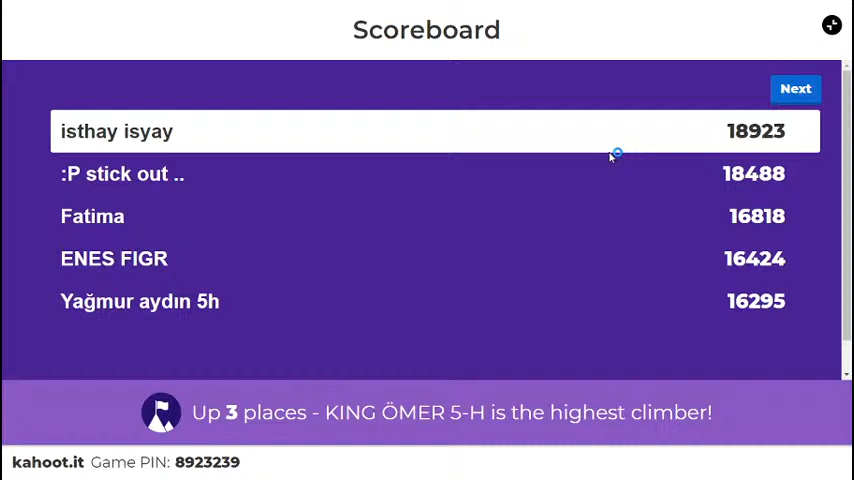 Scoreboard
Next
isthay isyay 18923
:P stick out .. 18488
Fatima 16818
ENES FIGR 16424
Yağmur aydın 5h 16295
Up 3 places - KING ÖMER 5-H is the highest climber!
kahoot.it Game PIN: 8923239